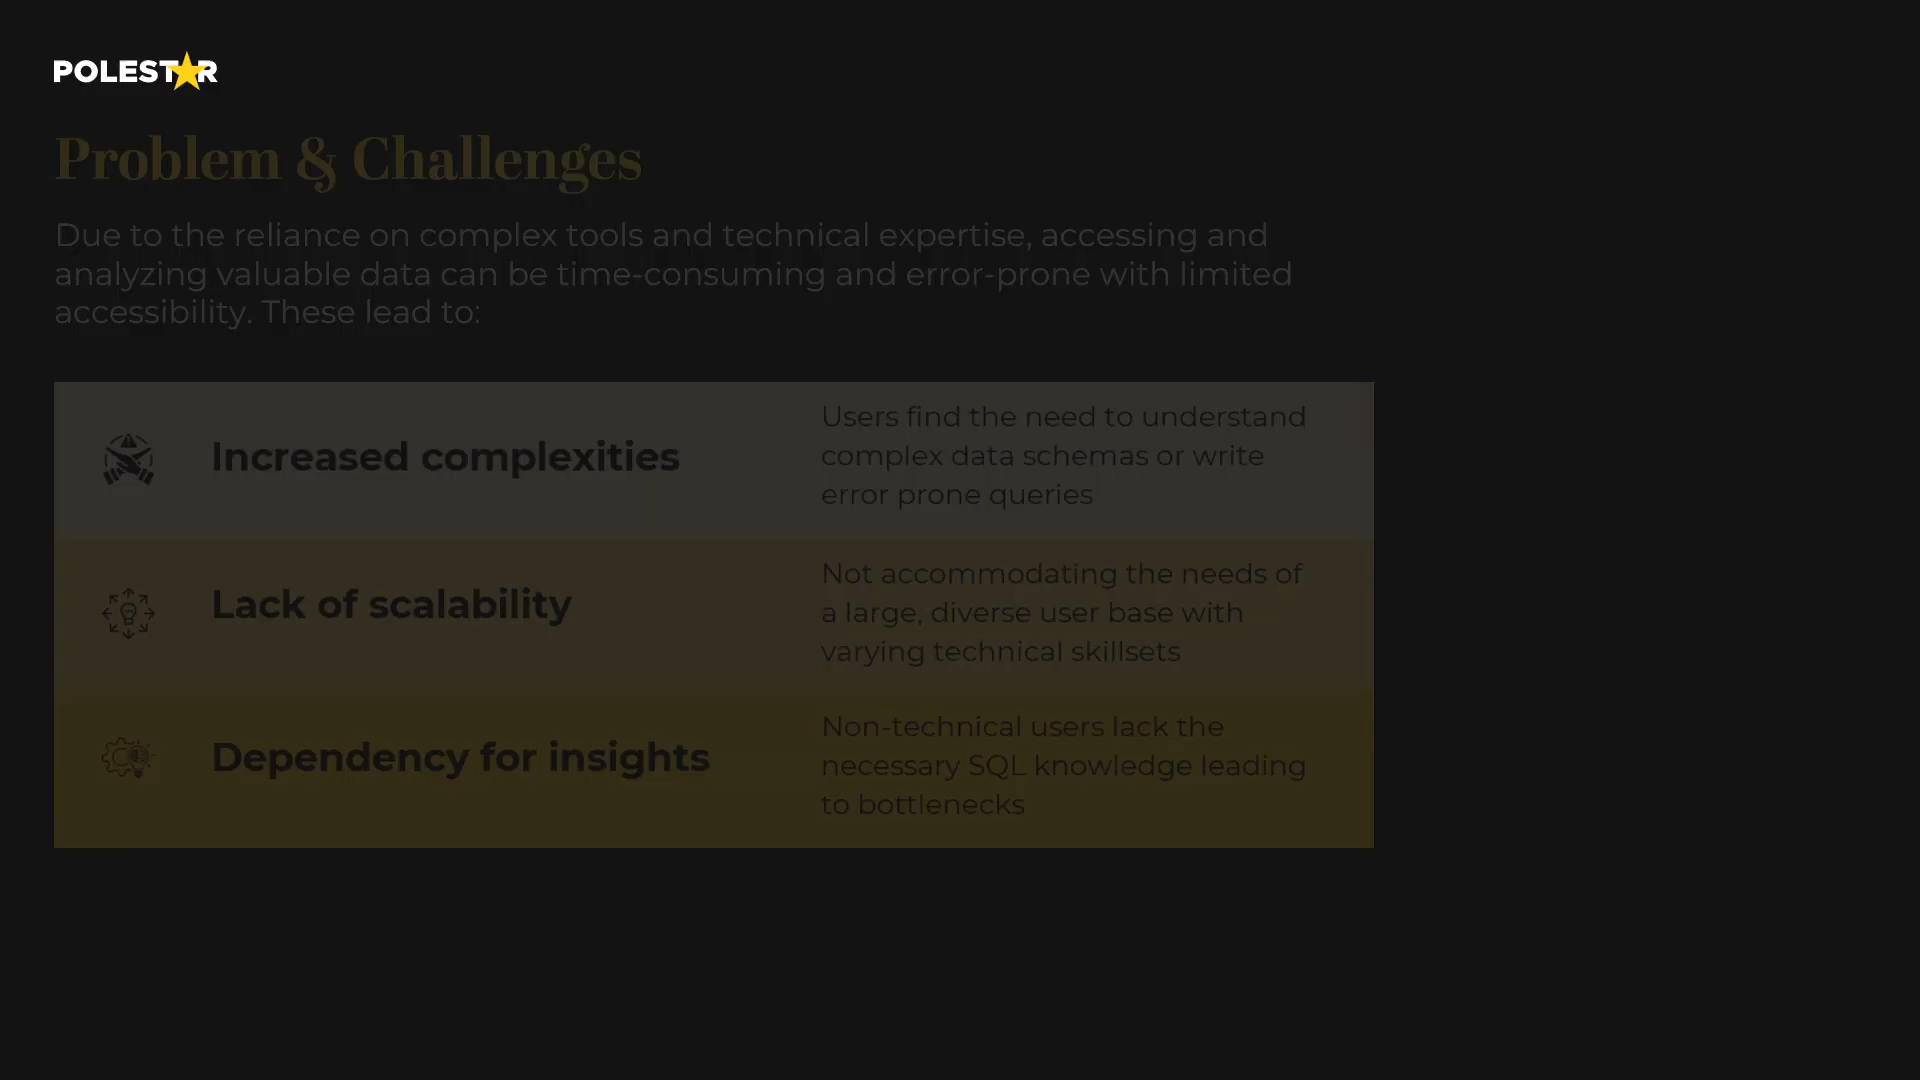 POLESTAR
Problem & Challenges
Due to the reliance on complex tools and technical expertise, accessing and
analyzing valuable data can be time-consuming and error-prone with limited
accessibility. These lead to:
Increased complexities
Users find the need to understand
complex data schemas or write
error prone queries
Lack of scalability
Not accommodating the needs of
a large, diverse user base with
varying technical skillsets
Dependency for insights
Non-technical users lack the
necessary SQL knowledge leading
to bottlenecks